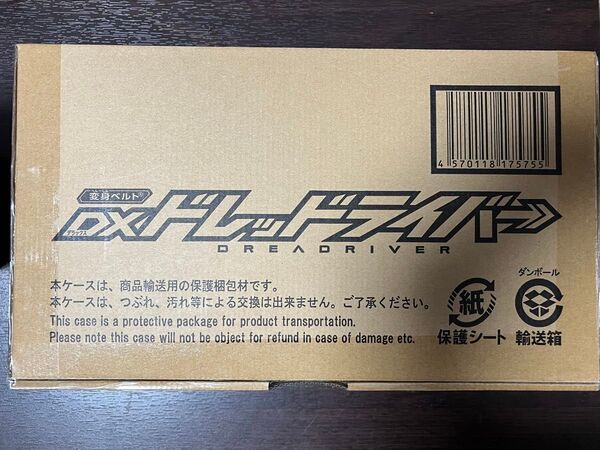 4 570118 175755
変身ベルト®
DX
デラックス
ドレッドライバー
DREADRIVER
本ケースは、商品輸送用の保護梱包材です。
本ケースは、つぶれ、汚れ等による交換は出来ません。ご了承ください。
This case is a protective package for product transportation.
Please note this case will not be object for refund in case of damage etc.
紙
保護シート
ダンボール
輸送箱